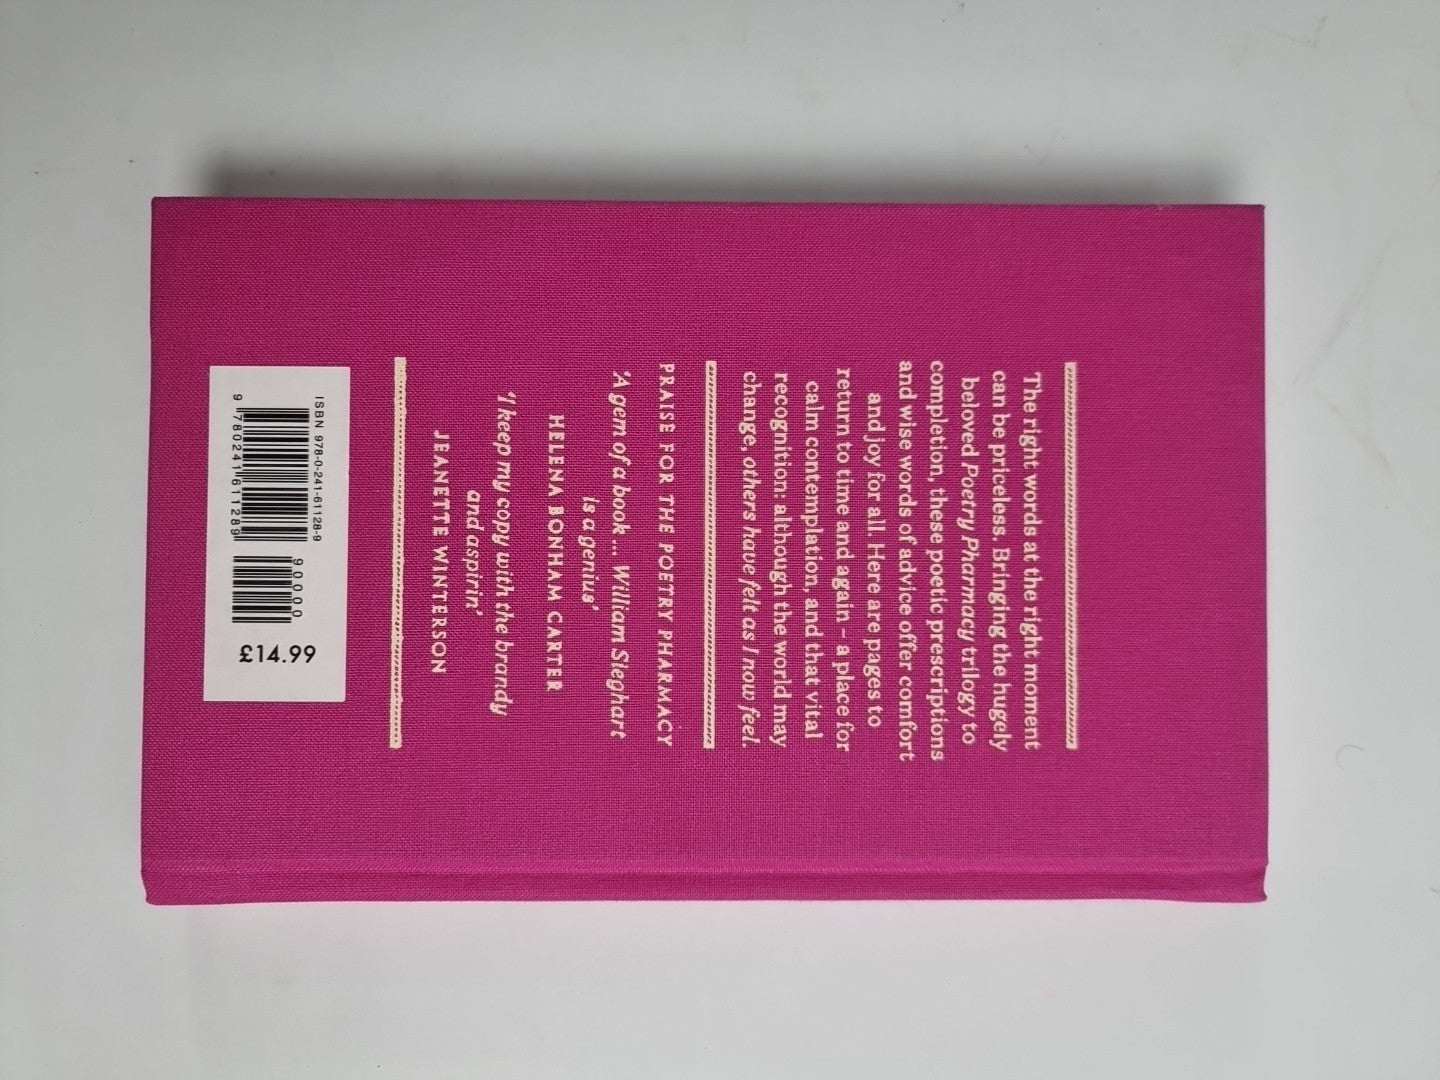 The right words at the right moment
can be priceless. Bringing the hugely
beloved Poetry Pharmacy trilogy to
completion, these poetic prescriptions
and wise words of advice offer comfort
and joy for all. Here are pages to
return to time and again – a place for
calm contemplation, and that vital
recognition: although the world may
change, others have felt as I now feel.
PRAISE FOR THE POETRY PHARMACY
'A gem of a book ... William Sieghart
is a genius'
HELENA BONHAM CARTER
'I keep my copy with the brandy
and aspirin'
JEANETTE WINTERSON
ISBN 978-0-241-61128-9
90000
9 780241 611289
£14.99